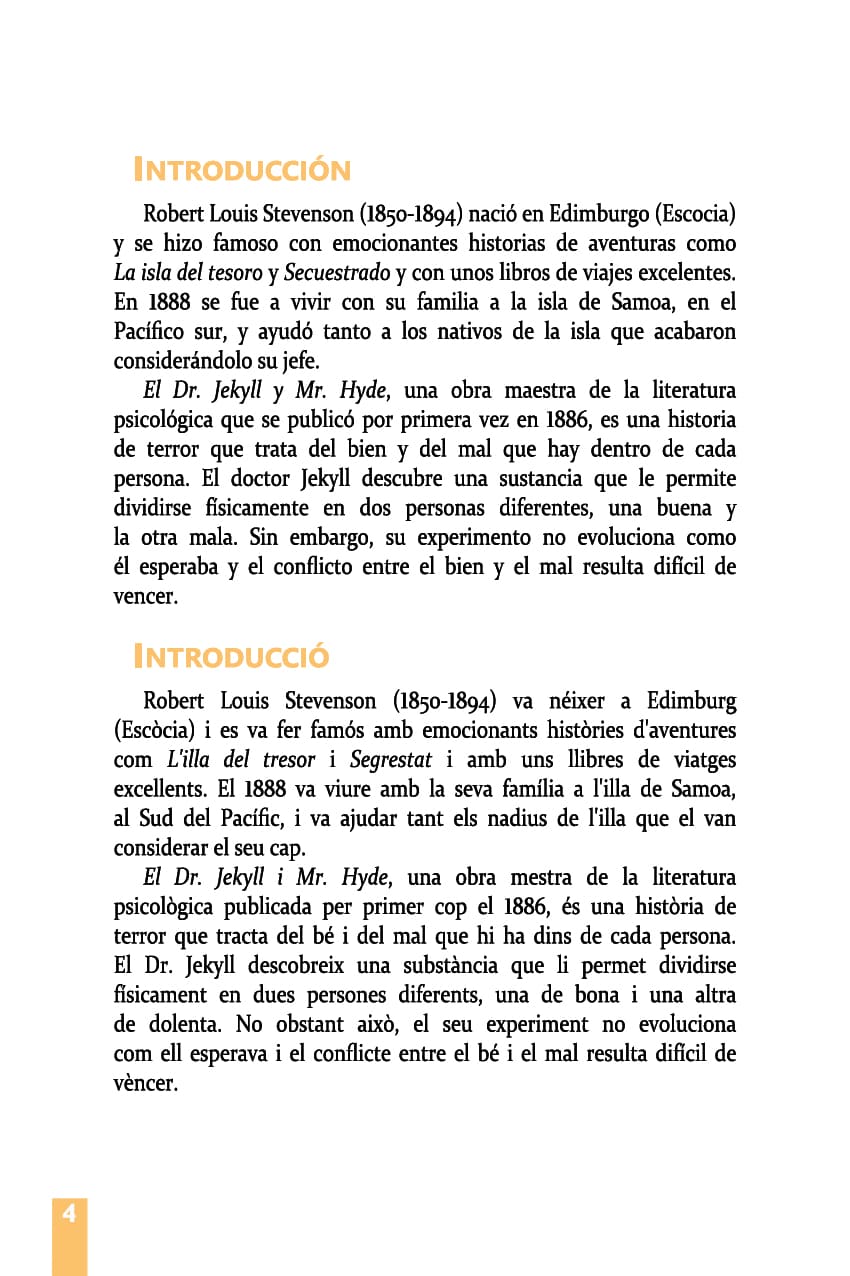 INTRODUCCIÓN
Robert Louis Stevenson (1850-1894) nació en Edimburgo (Escocia)
y se hizo famoso con emocionantes historias de aventuras como
La isla del tesoro y Secuestrado y con unos libros de viajes excelentes.
En 1888 se fue a vivir con su familia a la isla de Samoa, en el
Pacífico sur, y ayudó tanto a los nativos de la isla que acabaron
considerándolo su jefe.
El Dr. Jekyll y Mr. Hyde, una obra maestra de la literatura
psicológica que se publicó por primera vez en 1886, es una historia
de terror que trata del bien y del mal que hay dentro de cada
persona. El doctor Jekyll descubre una sustancia que le permite
dividirse físicamente en dos personas diferentes, una buena y
la otra mala. Sin embargo, su experimento no evoluciona como
él esperaba y el conflicto entre el bien y el mal resulta difícil de
vencer.
INTRODUCCIÓ
Robert Louis Stevenson (1850-1894) va néixer a Edimburg
(Escòcia) i es va fer famós amb emocionants històries d'aventures
com L'illa del tresor i Segrestat i amb uns llibres de viatges
excellents. El 1888 va viure amb la seva família a l'illa de Samoa,
al Sud del Pacífic, i va ajudar tant els nadius de l'illa que el van
considerar el seu cap.
El Dr. Jekyll i Mr. Hyde, una obra mestra de la literatura
psicològica publicada per primer cop el 1886, és una història de
terror que tracta del bé i del mal que hi ha dins de cada persona.
El Dr. Jekyll descobreix una substància que li permet dividirse
físicament en dues persones diferents, una de bona i una altra
de dolenta. No obstant això, el seu experiment no evoluciona
com ell esperava i el conflicte entre el bé i el mal resulta difícil de
vèncer.
4